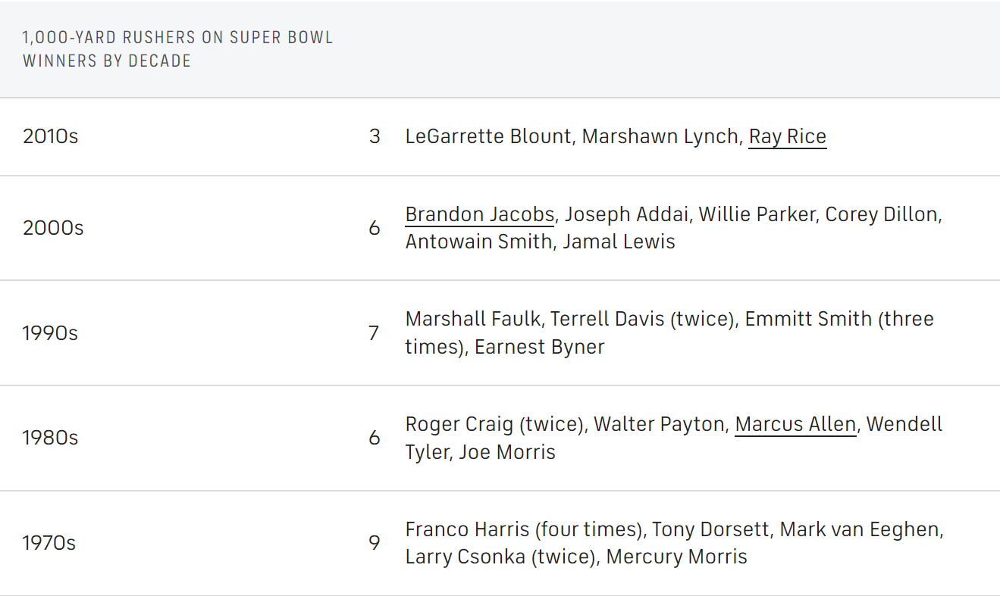 1,000-YARD RUSHERS ON SUPER BOWL
WINNERS BY DECADE
2010s 3 LeGarrette Blount, Marshawn Lynch, Ray Rice
2000s 6 Brandon Jacobs, Joseph Addai, Willie Parker, Corey Dillon,
Antowain Smith, Jamal Lewis
1990s 7 Marshall Faulk, Terrell Davis (twice), Emmitt Smith (three
times), Earnest Byner
1980s 6 Roger Craig (twice), Walter Payton, Marcus Allen, Wendell
Tyler, Joe Morris
1970s 9 Franco Harris (four times), Tony Dorsett, Mark van Eeghen,
Larry Csonka (twice), Mercury Morris